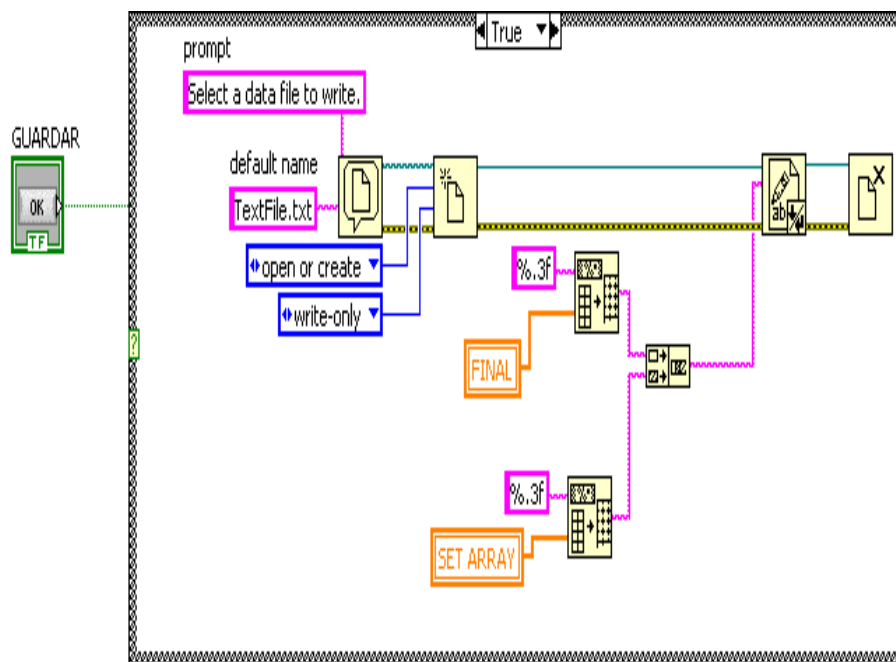 True
prompt
Select a data file to write.
GUARDAR
OK
TF
default name
TextFile.txt
open or create
write-only
%.3f
FINAL
ab
%.3f
SET ARRAY
?